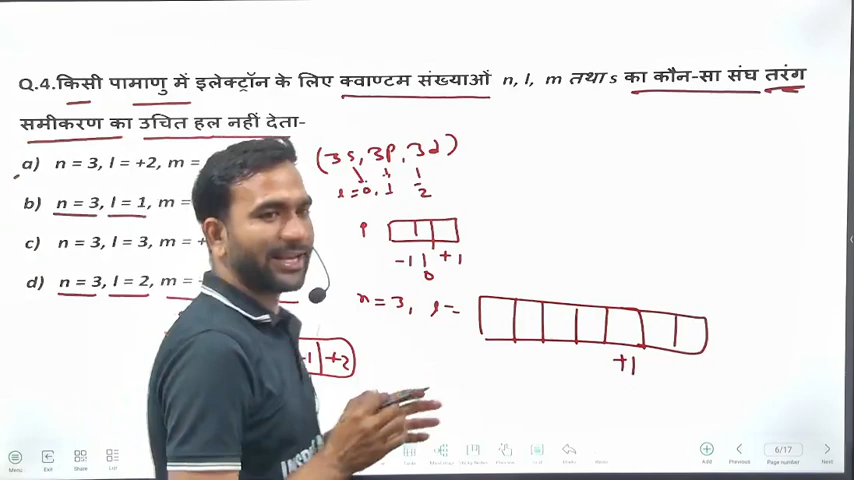 Q.4.किसी पामाणु में इलेक्ट्रॉन के लिए क्वाण्टम संख्याओं n, l, m तथा s का कौन-सा संघ तरंग
समीकरण का उचित हल नहीं देता-
a) n = 3, l = +2, m =
b) n = 3, l = 1, m =
c) n = 3, l = 3, m = +
d) n = 3, l = 2, m =
(3s, 3p, 3d)
l = 0, 1 2
-1 0 +1
n = 3, l =
+1
+2
Menu
Exit
Share
List
Add
Previous
6/17
Page number
Next